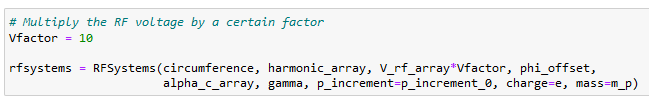 # Multiply the RF voltage by a certain factor
Vfactor = 10
rfsystems = RFSystems(circumference, harmonic_array, V_rf_array*Vfactor, phi_offset,
alpha_c_array, gamma, p_increment=p_increment_0, charge=e, mass=m_p)